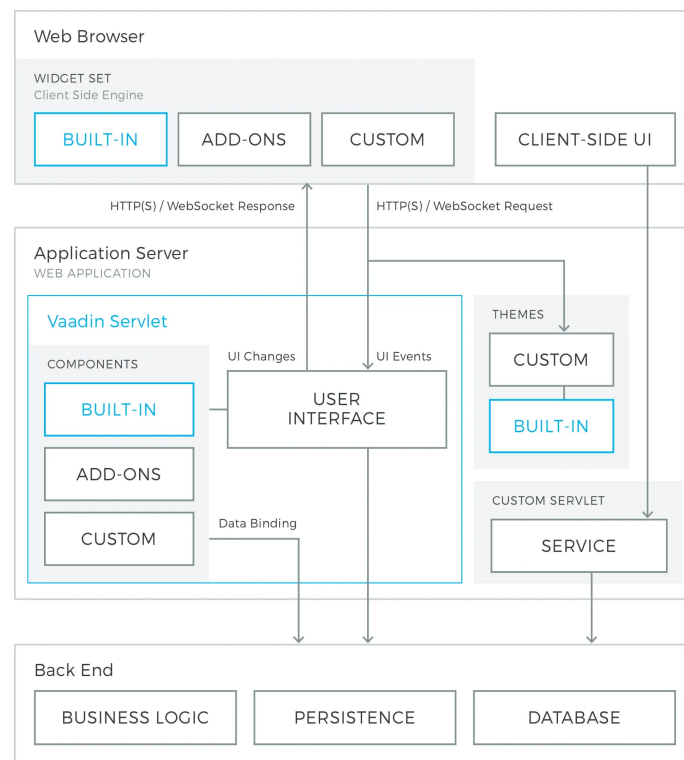 Web Browser
WIDGET SET
Client Side Engine
BUILT-IN
ADD-ONS
CUSTOM
CLIENT-SIDE UI
HTTP(S) / WebSocket Response
HTTP(S) / WebSocket Request
Application Server
WEB APPLICATION
Vaadin Servlet
COMPONENTS
BUILT-IN
ADD-ONS
CUSTOM
UI Changes
UI Events
USER
INTERFACE
Data Binding
THEMES
CUSTOM
BUILT-IN
CUSTOM SERVLET
SERVICE
Back End
BUSINESS LOGIC
PERSISTENCE
DATABASE